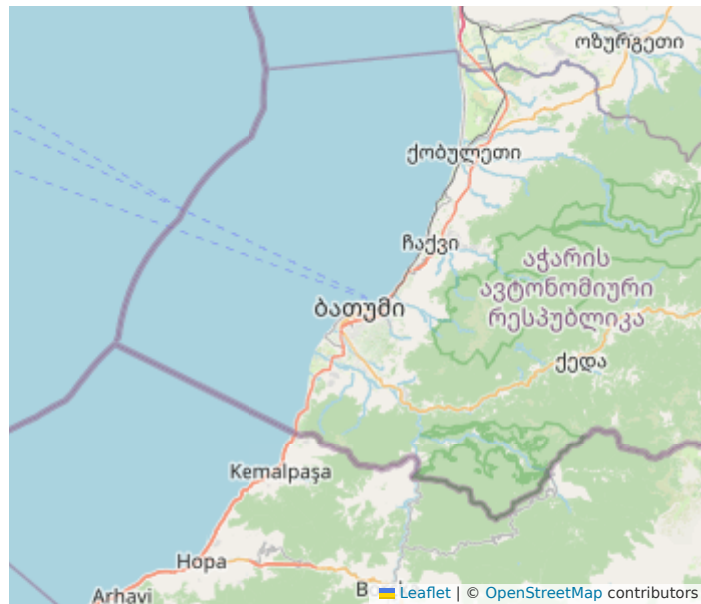 ოზურგეთი
ქობულეთი
ჩაქვი
აჭარის
ავტონომიური
რესპუბლიკა
ბათუმი
ქედა
Kemalpaşa
Hopa
Arhavi
Leaflet | © OpenStreetMap contributors